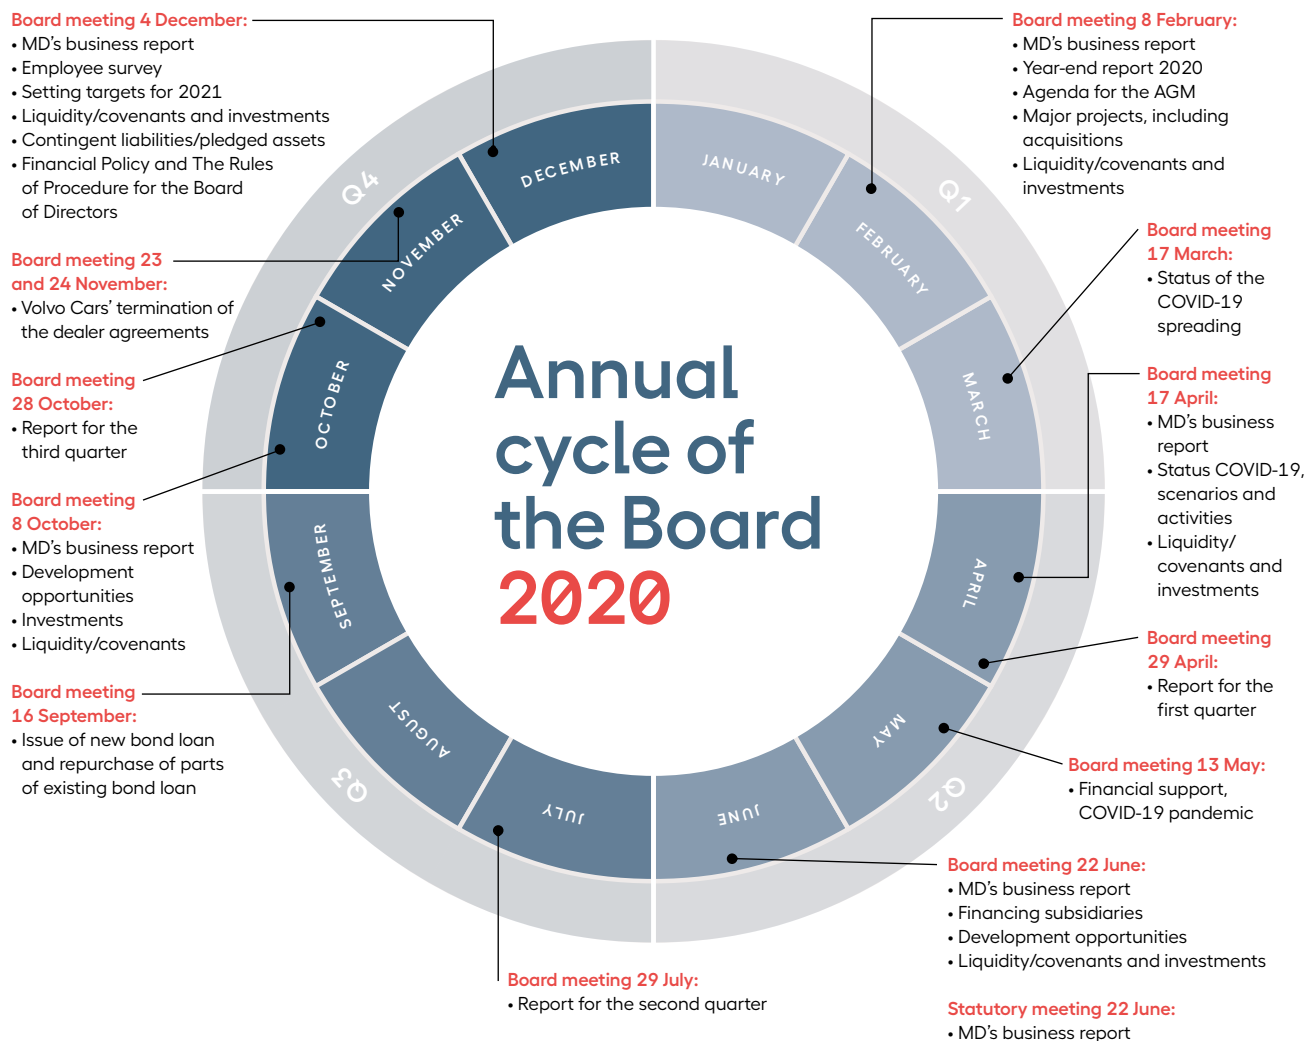 Board meeting 4 December:
• MD’s business report
• Employee survey
• Setting targets for 2021
• Liquidity/covenants and investments
• Contingent liabilities/pledged assets
• Financial Policy and The Rules
of Procedure for the Board
of Directors
Board meeting 23
and 24 November:
• Volvo Cars’ termination of
the dealer agreements
Board meeting
28 October:
• Report for the
third quarter
Board meeting
8 October:
• MD’s business report
• Development
opportunities
• Investments
• Liquidity/covenants
Board meeting
16 September:
• Issue of new bond loan
and repurchase of parts
of existing bond loan
Q4
Q1
Q3
Q2
DECEMBER
JANUARY
NOVEMBER
FEBRUARY
OCTOBER
MARCH
SEPTEMBER
APRIL
AUGUST
MAY
JULY
JUNE
Annual
cycle of
the Board
2020
Board meeting 8 February:
• MD’s business report
• Year-end report 2020
• Agenda for the AGM
• Major projects, including
acquisitions
• Liquidity/covenants and
investments
Board meeting
17 March:
• Status of the
COVID-19
spreading
Board meeting
17 April:
• MD’s business
report
• Status COVID-19,
scenarios and
activities
• Liquidity/
covenants and
investments
Board meeting
29 April:
• Report for the
first quarter
Board meeting 13 May:
• Financial support,
COVID-19 pandemic
Board meeting 22 June:
• MD’s business report
• Financing subsidiaries
• Development opportunities
• Liquidity/covenants and investments
Statutory meeting 22 June:
• MD’s business report
Board meeting 29 July:
• Report for the second quarter